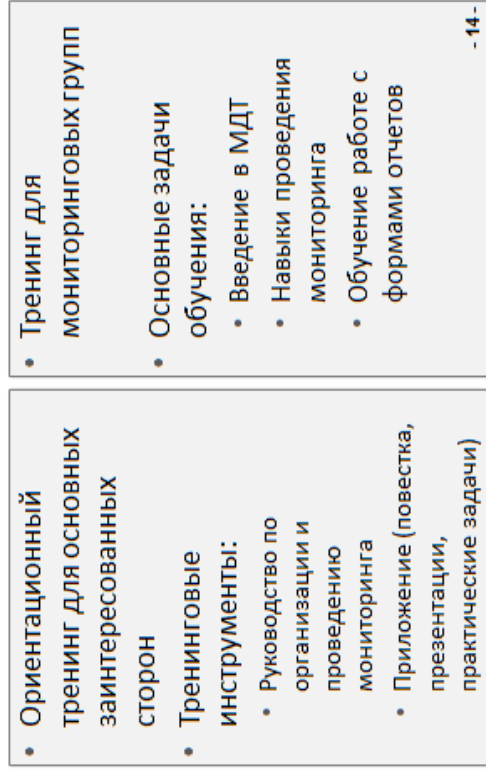 • Ориентационный
тренинг для основных
заинтересованных
сторон
• Тренинговые
инструменты:
• Руководство по
организации и
проведению
мониторинга
• Приложение (повестка,
презентации,
практические задачи)
• Тренинг для
мониторинговых групп
• Основные задачи
обучения:
• Введение в МДТ
• Навыки проведения
мониторинга
• Обучение работе с
формами отчетов
- 14 -